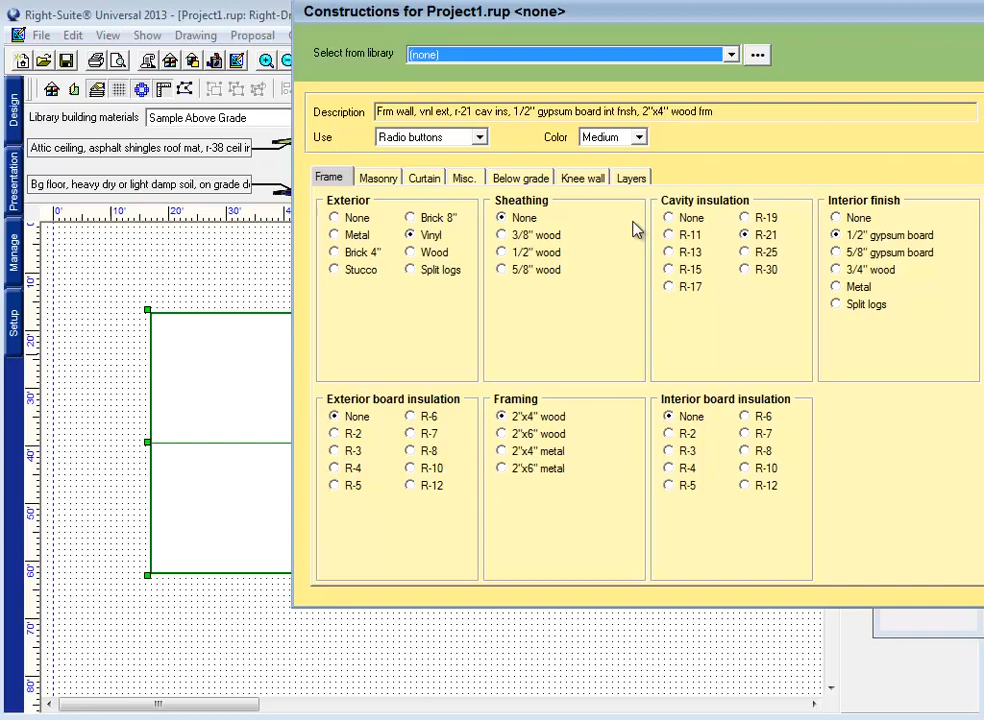 Right-Suite® Universal 2013 - [Project1.rup: Right-Dr
Constructions for Project1.rup <none>
File Edit View Show Drawing Proposal
Select from library (none)
Library building materials Sample Above Grade
Attic ceiling, asphalt shingles roof mat, r-38 ceil ir
Bg floor, heavy dry or light damp soil, on grade d
Design
Presentation
Manage
Setup
0' 10' 20' 30' 4
10'
20'
30'
40'
50'
60'
70'
80'
Description Frm wall, vnl ext, r-21 cav ins, 1/2" gypsum board int fnsh, 2"x4" wood frm
Use Radio buttons Color Medium
Frame Masonry Curtain Misc. Below grade Knee wall Layers
Exterior
None Brick 8"
Metal Vinyl
Brick 4" Wood
Stucco Split logs
Sheathing
None
3/8" wood
1/2" wood
5/8" wood
Cavity insulation
None R-19
R-11 R-21
R-13 R-25
R-15 R-30
R-17
Interior finish
None
1/2" gypsum board
5/8" gypsum board
3/4" wood
Metal
Split logs
Exterior board insulation
None R-6
R-2 R-7
R-3 R-8
R-4 R-10
R-5 R-12
Framing
2"x4" wood
2"x6" wood
2"x4" metal
2"x6" metal
Interior board insulation
None R-6
R-2 R-7
R-3 R-8
R-4 R-10
R-5 R-12